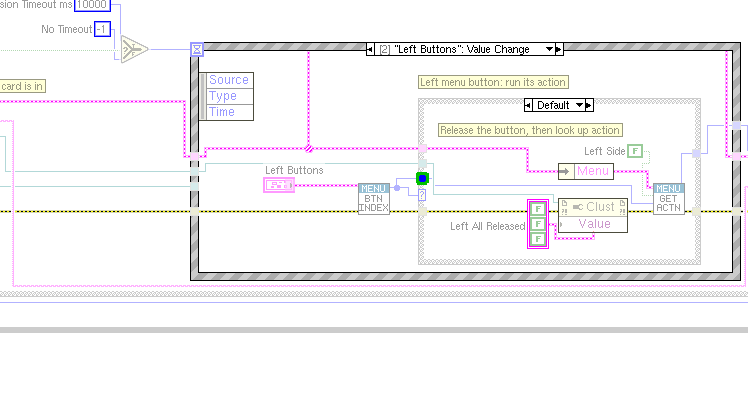 sion Timeout ms 10000
No Timeout -1
?
[2] "Left Buttons": Value Change
card is in
Source
Type
Time
Left menu button: run its action
Default
Release the button, then look up action
Left Side F
Menu
Left Buttons
MENU
BTN
INDEX
?
MENU
GET
ACTN
Left All Released
F
F
F
?! Clust ?!
Value